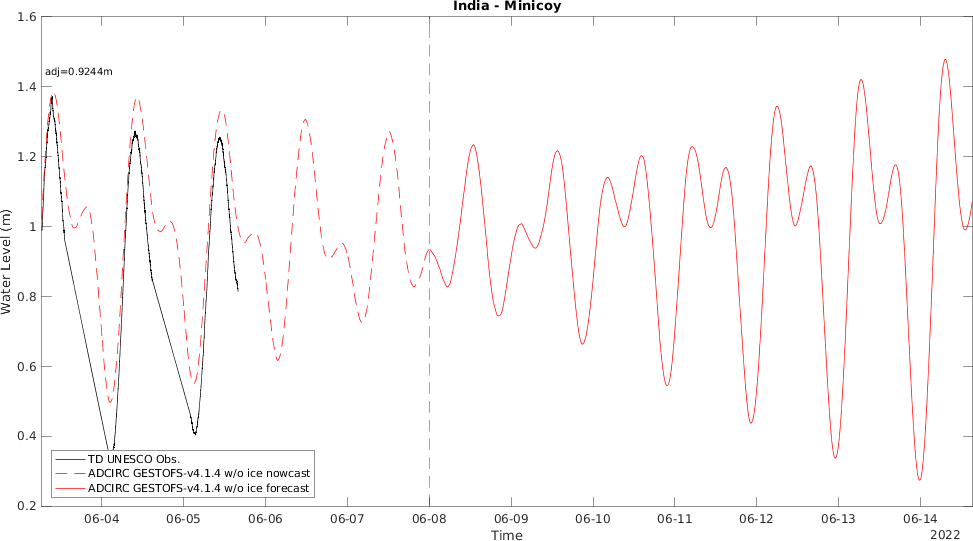 India - Minicoy
adj=0.9244m
1.6
1.4
1.2
1
0.8
0.6
0.4
0.2
Water Level (m)
TD UNESCO Obs.
ADCIRC GESTOFS-v4.1.4 w/o ice nowcast
ADCIRC GESTOFS-v4.1.4 w/o ice forecast
06-04 06-05 06-06 06-07 06-08 06-09 06-10 06-11 06-12 06-13 06-14
Time
2022